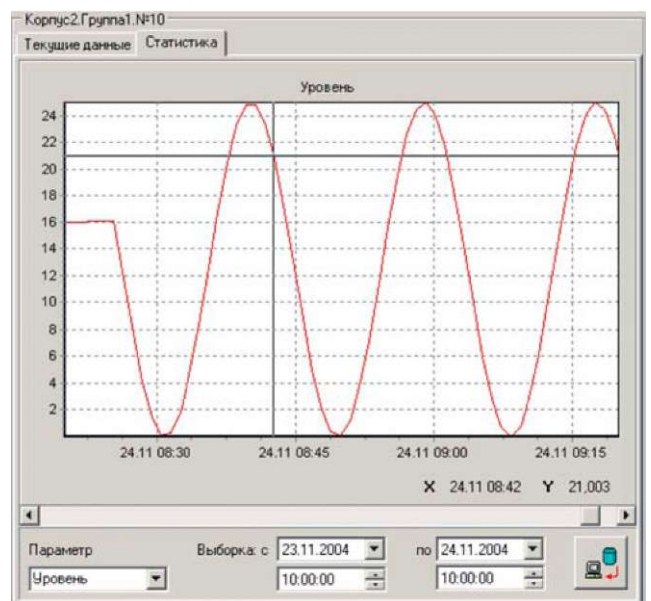 Корпус2.Группа1.№10
Текущие данные Статистика
Уровень
24
22
20
18
16
14
12
10
8
6
4
2
24.11 08:30 24.11 08:45 24.11 09:00 24.11 09:15
X 24.11 08:42 Y 21,003
Параметр Выборка: с 23.11.2004 по 24.11.2004
Уровень 10:00:00 10:00:00